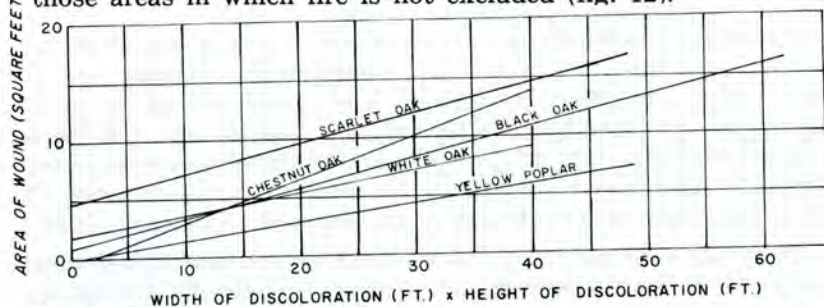 those areas in which fire is not excluded (fig. 12).
AREA OF WOUND (SQUARE FEET)
20
10
0
SCARLET OAK
CHESTNUT OAK
WHITE OAK
BLACK OAK
YELLOW POPLAR
0 10 20 30 40 50 60
WIDTH OF DISCOLORATION (FT.) x HEIGHT OF DISCOLORATION (FT.)